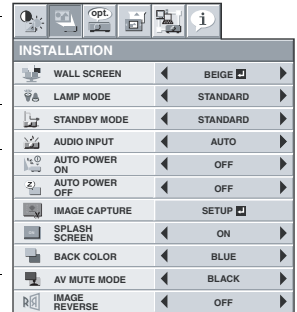 opt.
i
INSTALLATION
WALL SCREEN BEIGE
LAMP MODE STANDARD
STANDBY MODE STANDARD
AUDIO INPUT AUTO
AUTO POWER
ON OFF
AUTO POWER
OFF OFF
IMAGE CAPTURE SETUP
SPLASH
SCREEN ON
BACK COLOR BLUE
AV MUTE MODE BLACK
IMAGE
REVERSE OFF